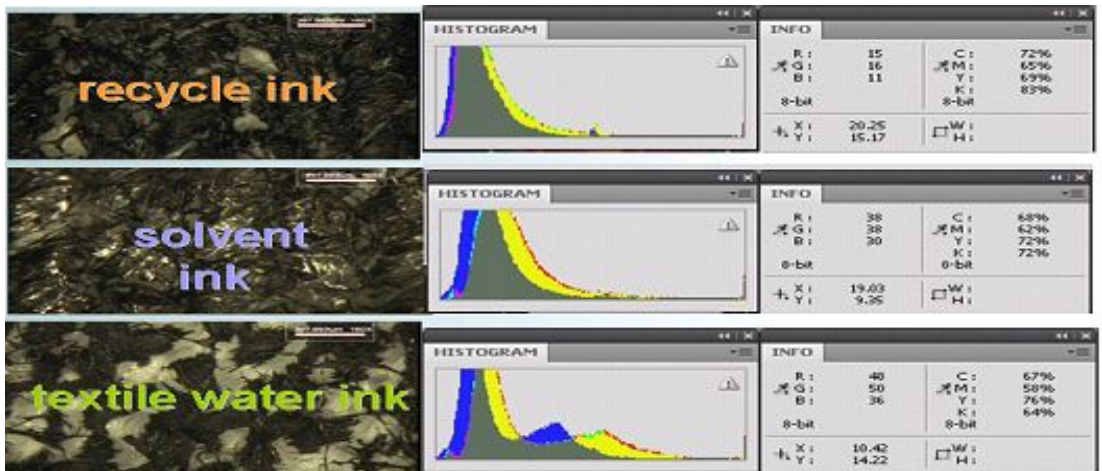 recycle ink
HISTOGRAM
INFO
R: 15 C: 72%
G: 16 M: 65%
B: 11 Y: 69%
K: 83%
8-bit 8-bit
X: 20.25 W:
Y: 15.17 H:
solvent
ink
HISTOGRAM
INFO
R: 38 C: 68%
G: 38 M: 62%
B: 30 Y: 72%
K: 72%
8-bit 8-bit
X: 19.03 W:
Y: 9.35 H:
textile water ink
HISTOGRAM
INFO
R: 48 C: 67%
G: 50 M: 58%
B: 36 Y: 76%
K: 64%
8-bit 8-bit
X: 10.42 W:
Y: 14.22 H: